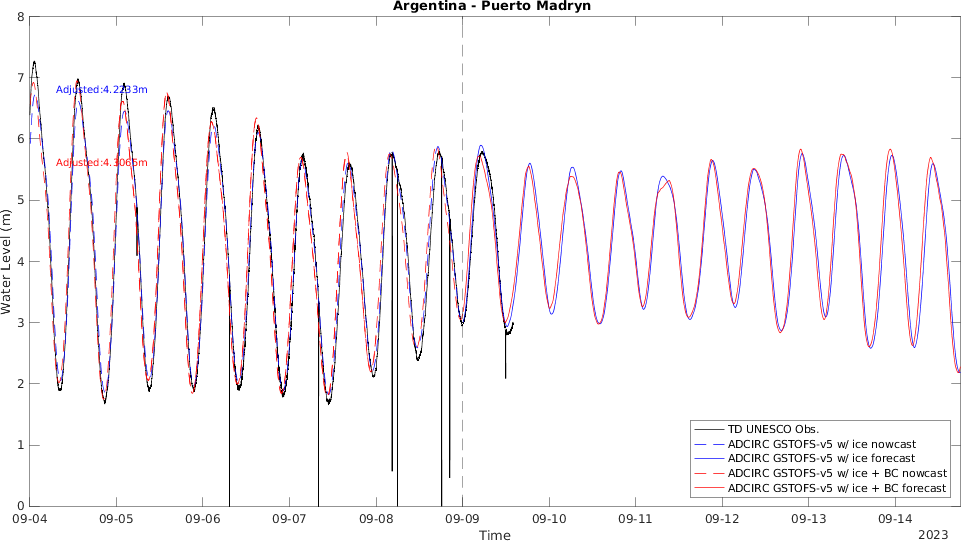 Argentina - Puerto Madryn
8
7
6
5
4
3
2
1
0
Water Level (m)
Adjusted:4.2233m
Adjusted:4.3065m
TD UNESCO Obs.
ADCIRC GSTOFS-v5 w/ ice nowcast
ADCIRC GSTOFS-v5 w/ ice forecast
ADCIRC GSTOFS-v5 w/ ice + BC nowcast
ADCIRC GSTOFS-v5 w/ ice + BC forecast
09-04 09-05 09-06 09-07 09-08 09-09 09-10 09-11 09-12 09-13 09-14
Time
2023